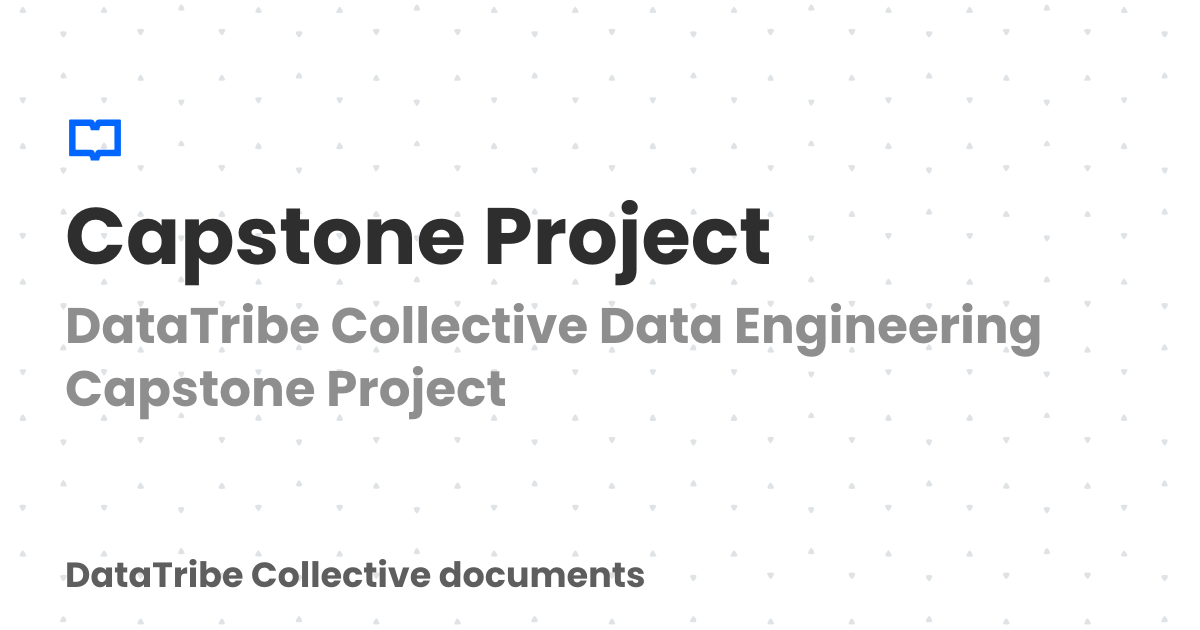 Capstone Project
DataTribe Collective Data Engineering
Capstone Project
DataTribe Collective documents